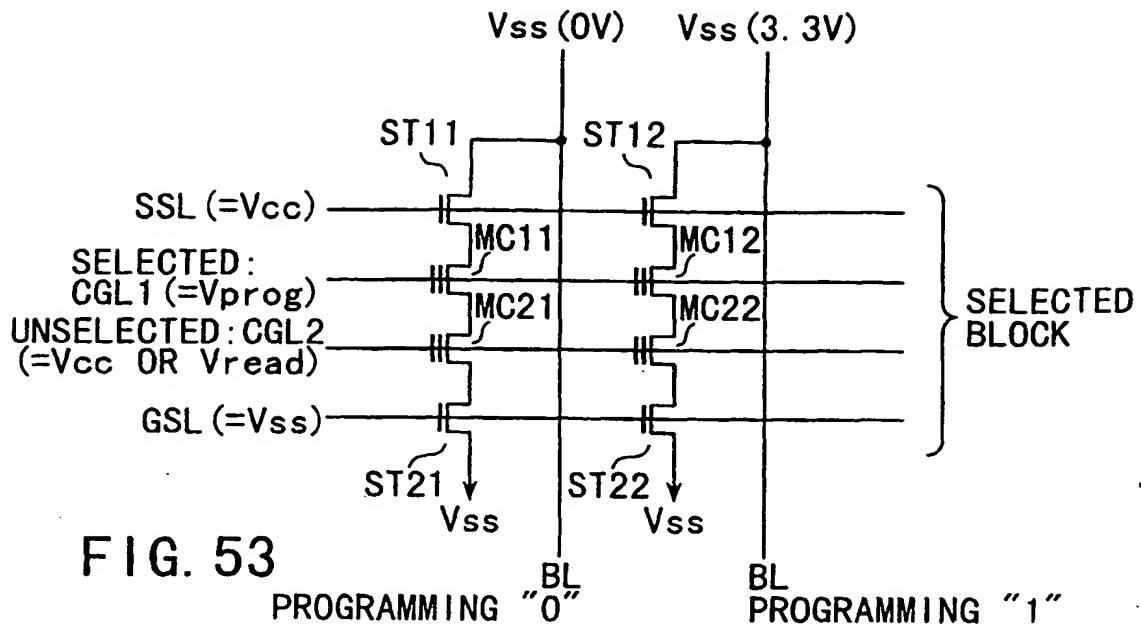 Vss(0V) Vss(3.3V)
ST11 ST12
SSL(=Vcc)
MC11 MC12
SELECTED:
CGL1(=Vprog)
MC21 MC22
UNSELECTED:CGL2
(=Vcc OR Vread)
SELECTED
BLOCK
GSL(=Vss)
ST21 ST22
Vss Vss
FIG. 53
BL BL
PROGRAMMING "0" PROGRAMMING "1"